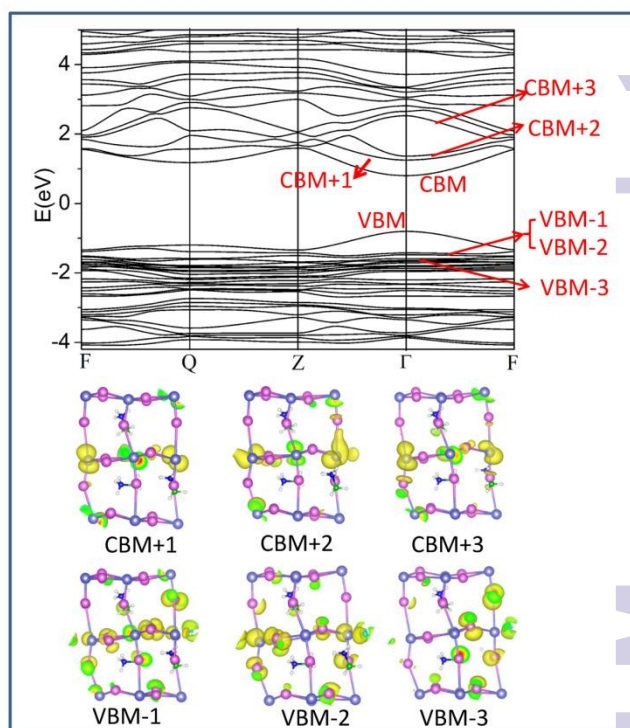 4
2
0
-2
-4
E(eV)
F
Q
Z
Γ
F
CBM+3
CBM+2
CBM+1
CBM
VBM
VBM-1
VBM-2
VBM-3
CBM+1
CBM+2
CBM+3
VBM-1
VBM-2
VBM-3